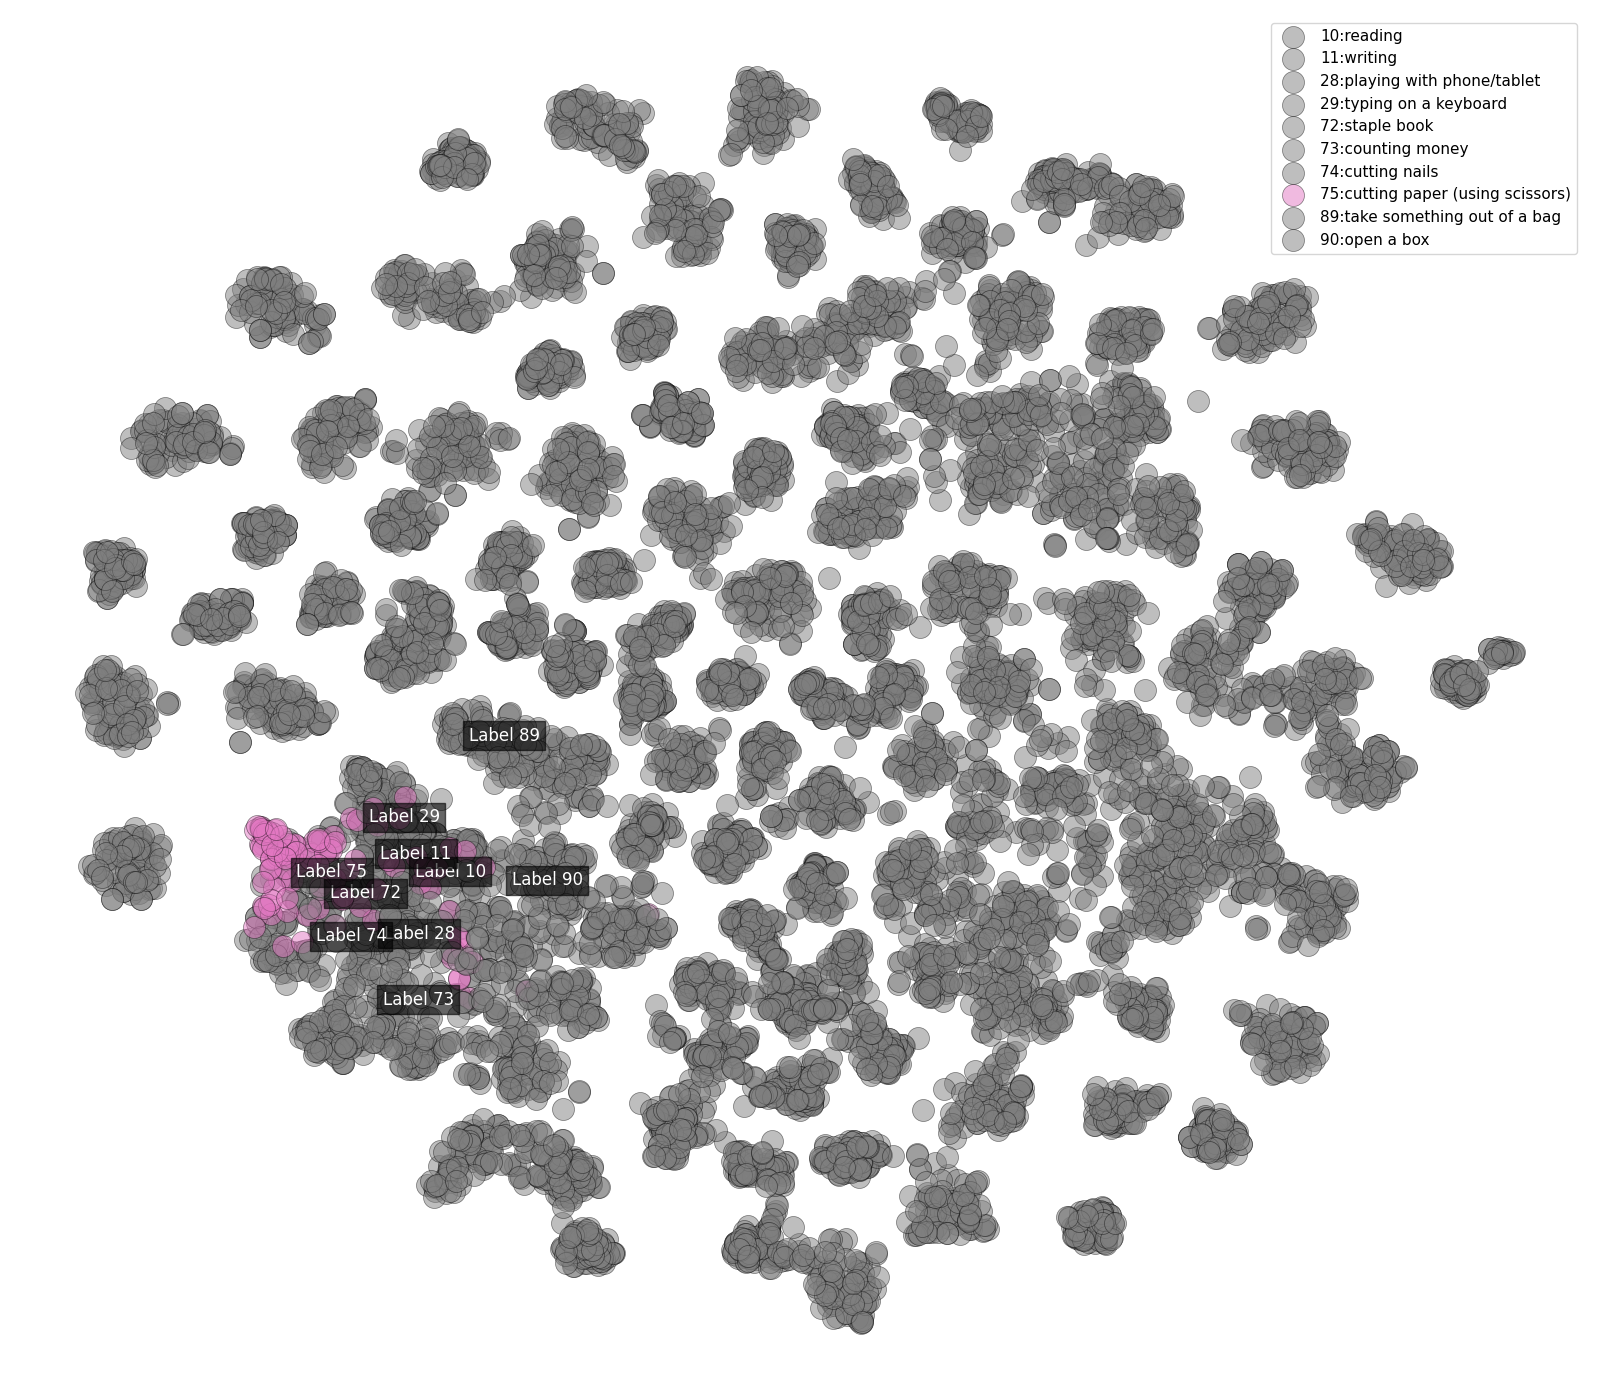 10:reading
11:writing
28:playing with phone/tablet
29:typing on a keyboard
72:staple book
73:counting money
74:cutting nails
75:cutting paper (using scissors)
89:take something out of a bag
90:open a box
Label 89
Label 29
Label 11
Label 75
Label 10
Label 90
Label 72
Label 74
Label 28
Label 73